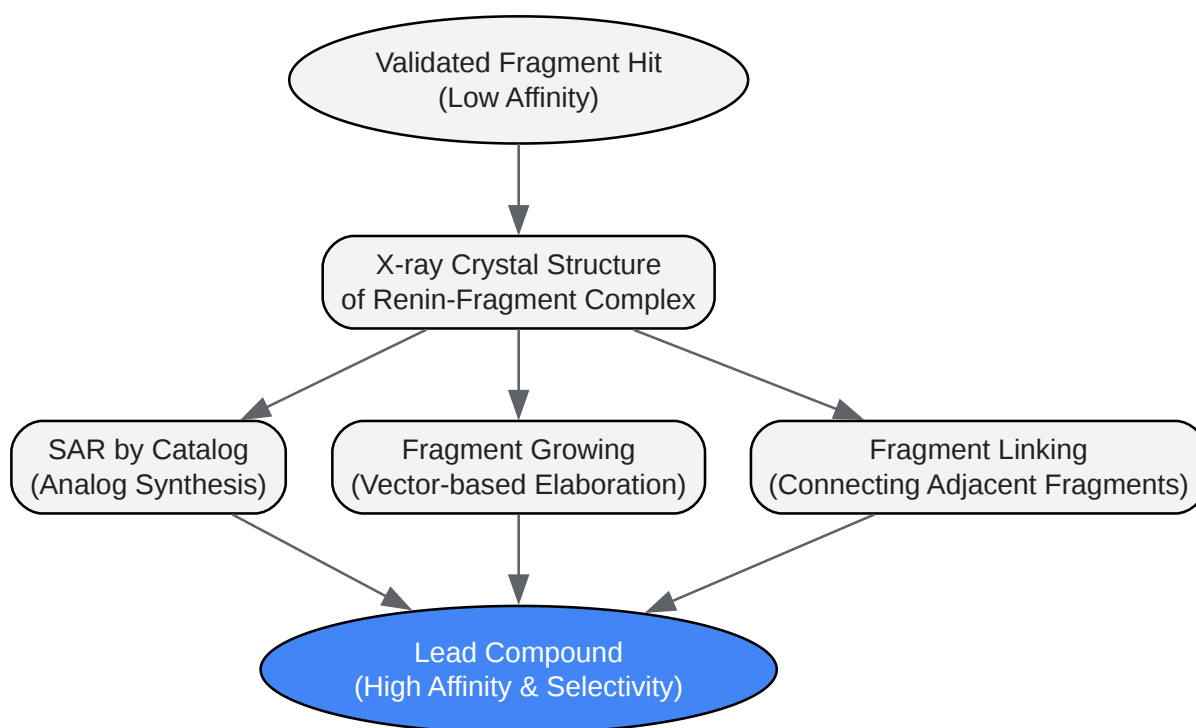 Validated Fragment Hit
(Low Affinity)
X-ray Crystal Structure
of Renin-Fragment Complex
SAR by Catalog
(Analog Synthesis)
Fragment Growing
(Vector-based Elaboration)
Fragment Linking
(Connecting Adjacent Fragments)
Lead Compound
(High Affinity & Selectivity)